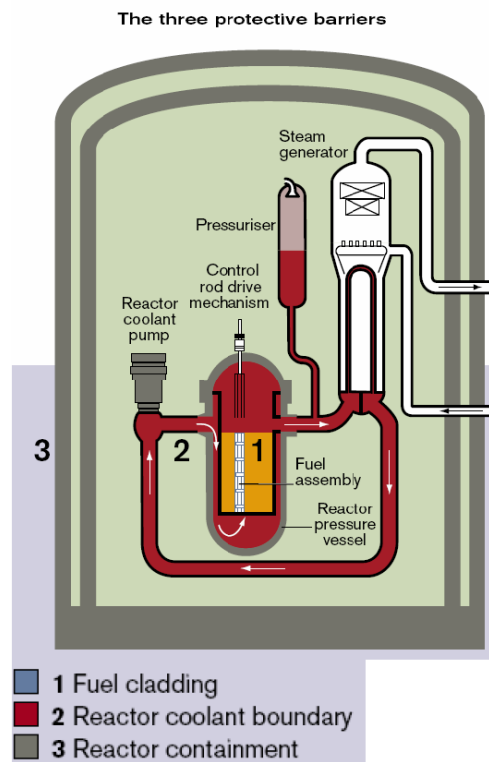 The three protective barriers
Steam
generator
Pressuriser
Control
rod drive
mechanism
Reactor
coolant
pump
3
2
1
Fuel
assembly
Reactor
pressure
vessel
1 Fuel cladding
2 Reactor coolant boundary
3 Reactor containment